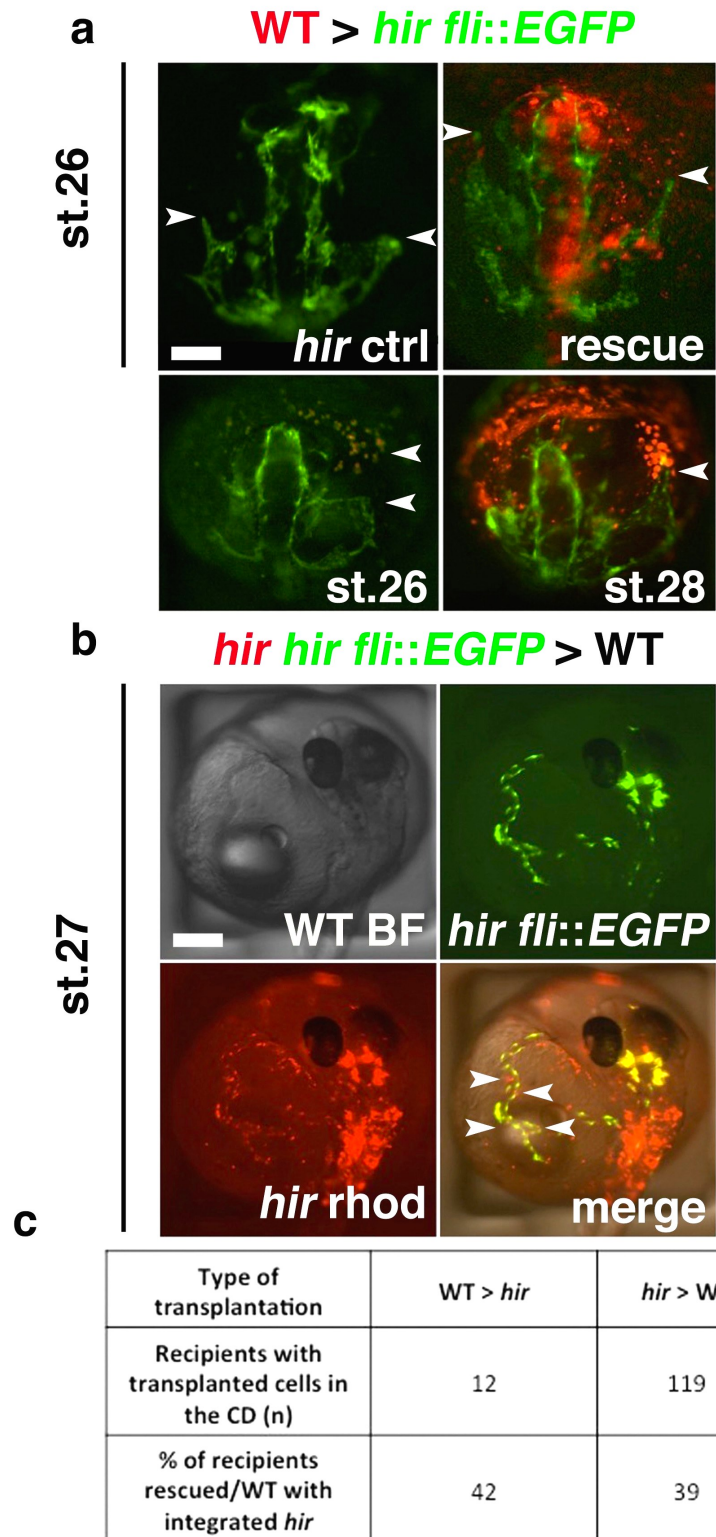 a
WT > hir fli::EGFP
st.26
hir ctrl
rescue
st.26
st.28
b
hir hir fli::EGFP > WT
st.27
WT BF
hir fli::EGFP
hir rhod
merge
c
Type of transplantation
WT > hir
hir > W
Recipients with transplanted cells in the CD (n)
12
119
% of recipients rescued/WT with integrated hir
42
39